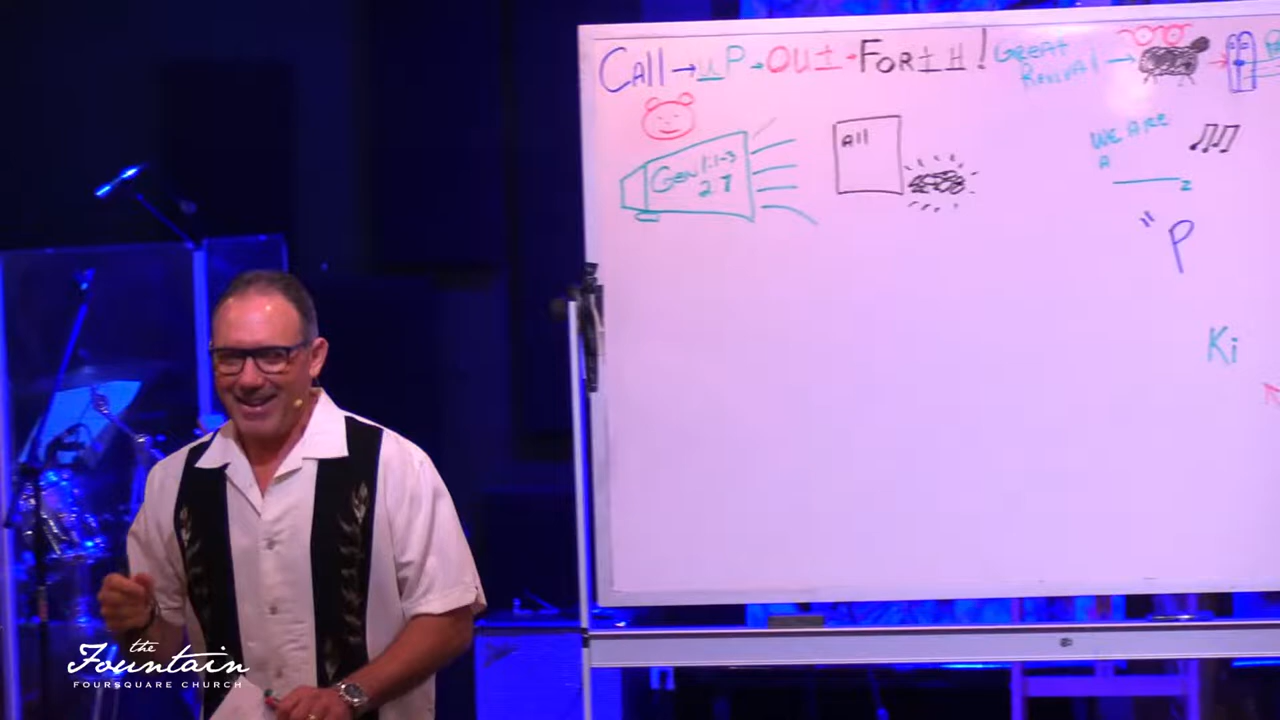 Call → UP → OUT → FORTH!
GREAT
REVIVAL →
Gen 1:1-3
2 7
All
WE ARE
A
2
" P
Ki
the
Fountain
FOURSQUARE CHURCH